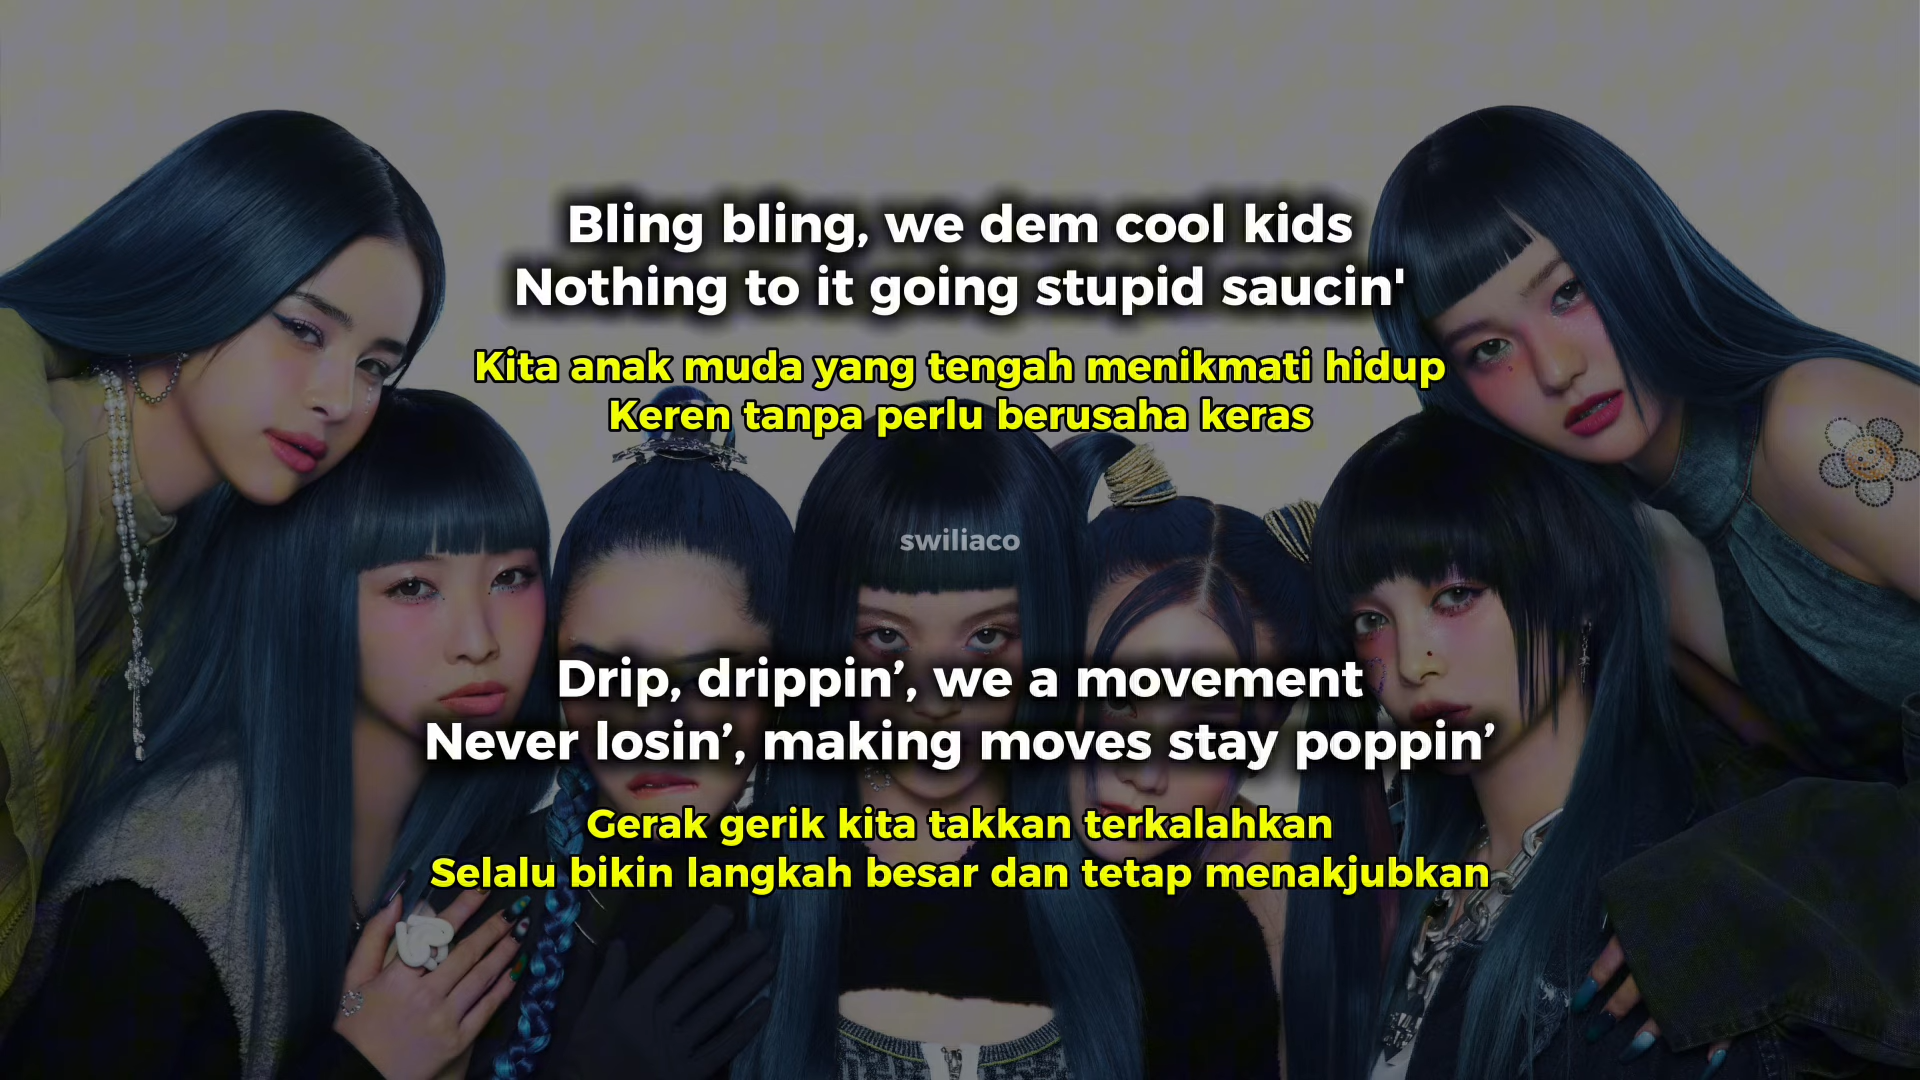 Bling bling, we dem cool kids
Nothing to it going stupid saucin'
Kita anak muda yang tengah menikmati hidup
Keren tanpa perlu berusaha keras
swiliaco
Drip, drippin’, we a movement
Never losin’, making moves stay poppin’
Gerak gerik kita takkan terkalahkan
Selalu bikin langkah besar dan tetap menakjubkan